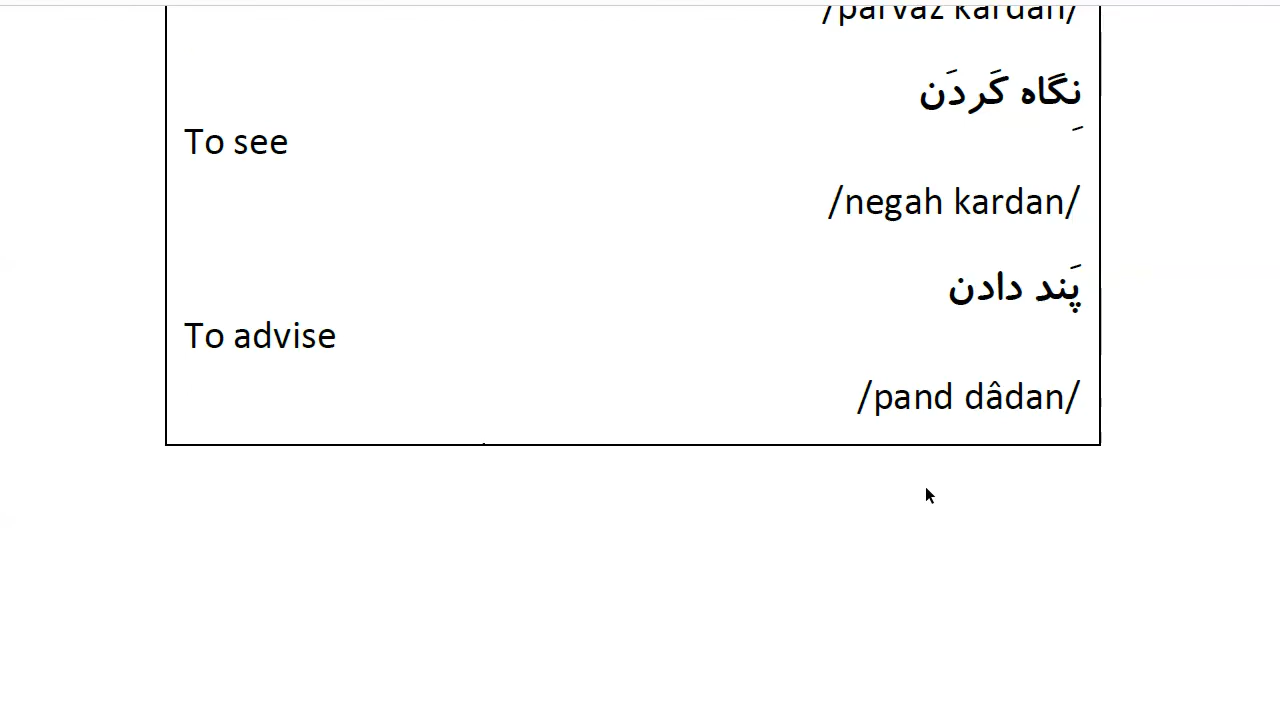 /parvaz kardan/
نِگاه کَردَن
To see
/negah kardan/
پَند دادن
To advise
/pand dâdan/